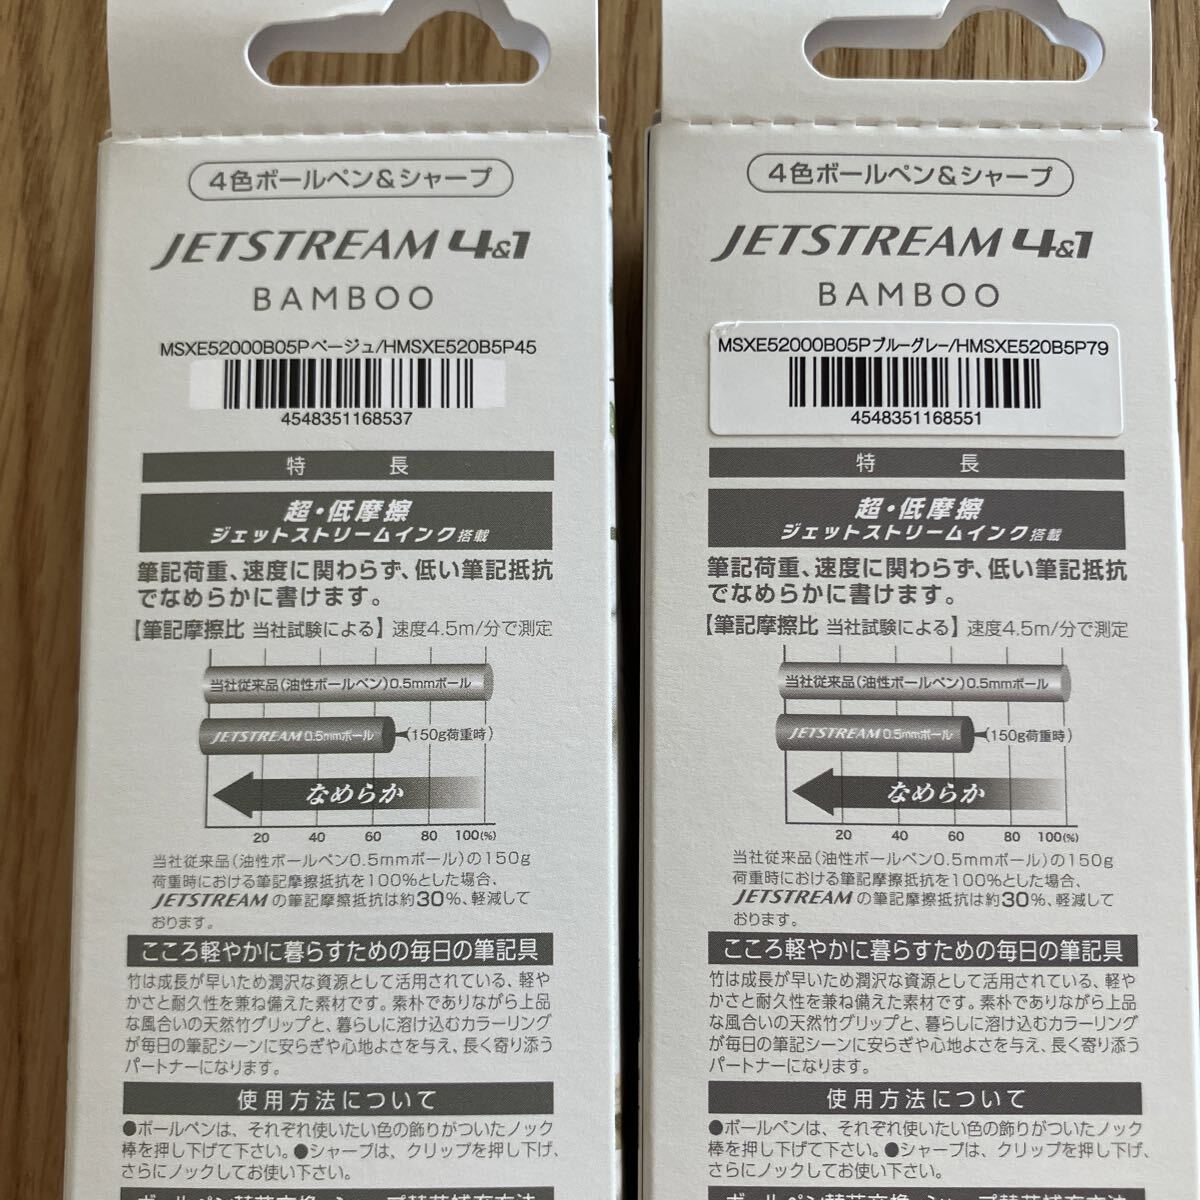 4色ボールペン&シャープ
JETSTREAM 4&1
BAMBOO
MSXE52000B05Pベージュ/HMSXE520B5P45
4548351168537
特長
超・低摩擦
ジェットストリームインク搭載
筆記荷重、速度に関わらず、低い筆記抵抗
でなめらかに書けます。
【筆記摩擦比 当社試験による】速度4.5m/分で測定
当社従来品(油性ボールペン)0.5mmボール
JETSTREAM 0.5mmボール (150g荷重時)
なめらか
20 40 60 80 100(%)
当社従来品(油性ボールペン0.5mmボール)の150g
荷重時における筆記摩擦抵抗を100%とした場合、
JETSTREAMの筆記摩擦抵抗は約30%、軽減して
おります。
こころ軽やかに暮らすための毎日の筆記具
竹は成長が早いため潤沢な資源として活用されている、軽や
かさと耐久性を兼ね備えた素材です。素朴でありながら上品
な風合いの天然竹グリップと、暮らしに溶け込むカラーリング
が毎日の筆記シーンに安らぎや心地よさを与え、長く寄り添う
パートナーになります。
使用方法について
●ボールペンは、それぞれ使いたい色の飾りがついたノック
棒を押し下げて下さい。●シャープは、クリップを押し下げ、
さらにノックしてお使い下さい。
4色ボールペン&シャープ
JETSTREAM 4&1
BAMBOO
MSXE52000B05Pブルーグレー/HMSXE520B5P79
4548351168551
特長
超・低摩擦
ジェットストリームインク搭載
筆記荷重、速度に関わらず、低い筆記抵抗
でなめらかに書けます。
【筆記摩擦比 当社試験による】速度4.5m/分で測定
当社従来品(油性ボールペン)0.5mmボール
JETSTREAM 0.5mmボール (150g荷重時)
なめらか
20 40 60 80 100(%)
当社従来品(油性ボールペン0.5mmボール)の150g
荷重時における筆記摩擦抵抗を100%とした場合、
JETSTREAMの筆記摩擦抵抗は約30%、軽減して
おります。
こころ軽やかに暮らすための毎日の筆記具
竹は成長が早いため潤沢な資源として活用されている、軽や
かさと耐久性を兼ね備えた素材です。素朴でありながら上品
な風合いの天然竹グリップと、暮らしに溶け込むカラーリング
が毎日の筆記シーンに安らぎや心地よさを与え、長く寄り添う
パートナーになります。
使用方法について
●ボールペンは、それぞれ使いたい色の飾りがついたノック
棒を押し下げて下さい。●シャープは、クリップを押し下げ、
さらにノックしてお使い下さい。